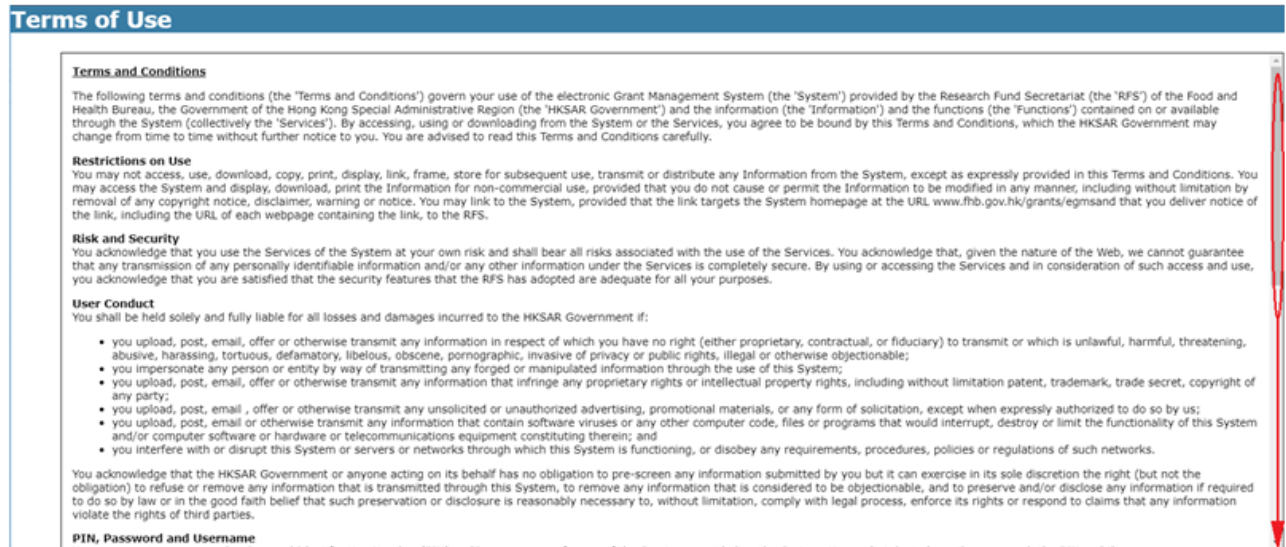 Terms of Use
Terms and Conditions
The following terms and conditions (the 'Terms and Conditions') govern your use of the electronic Grant Management System (the 'System') provided by the Research Fund Secretariat (the 'RFS') of the Food and
Health Bureau, the Government of the Hong Kong Special Administrative Region (the 'HKSAR Government') and the information (the 'Information') and the functions (the 'Functions') contained on or available
through the System (collectively the 'Services'). By accessing, using or downloading from the System or the Services, you agree to be bound by this Terms and Conditions, which the HKSAR Government may
change from time to time without further notice to you. You are advised to read this Terms and Conditions carefully.
Restrictions on Use
You may not access, use, download, copy, print, display, link, frame, store for subsequent use, transmit or distribute any Information from the System, except as expressly provided in this Terms and Conditions. You
may access the System and display, download, print the Information for non-commercial use, provided that you do not cause or permit the Information to be modified in any manner, including without limitation by
removal of any copyright notice, disclaimer, warning or notice. You may link to the System, provided that the link targets the System homepage at the URL www.fhb.gov.hk/grants/egmsand that you deliver notice of
the link, including the URL of each webpage containing the link, to the RFS.
Risk and Security
You acknowledge that you use the Services of the System at your own risk and shall bear all risks associated with the use of the Services. You acknowledge that, given the nature of the Web, we cannot guarantee
that any transmission of any personally identifiable information and/or any other information under the Services is completely secure. By using or accessing the Services and in consideration of such access and use,
you acknowledge that you are satisfied that the security features that the RFS has adopted are adequate for all your purposes.
User Conduct
You shall be held solely and fully liable for all losses and damages incurred to the HKSAR Government if:
• you upload, post, email, offer or otherwise transmit any information in respect of which you have no right (either proprietary, contractual, or fiduciary) to transmit or which is unlawful, harmful, threatening,
abusive, harassing, tortuous, defamatory, libelous, obscene, pornographic, invasive of privacy or public rights, illegal or otherwise objectionable;
• you impersonate any person or entity by way of transmitting any forged or manipulated information through the use of this System;
• you upload, post, email, offer or otherwise transmit any information that infringe any proprietary rights or intellectual property rights, including without limitation patent, trademark, trade secret, copyright of
any party;
• you upload, post, email , offer or otherwise transmit any unsolicited or unauthorized advertising, promotional materials, or any form of solicitation, except when expressly authorized to do so by us;
• you upload, post, email or otherwise transmit any information that contain software viruses or any other computer code, files or programs that would interrupt, destroy or limit the functionality of this System
and/or computer software or hardware or telecommunications equipment constituting therein; and
• you interfere with or disrupt this System or servers or networks through which this System is functioning, or disobey any requirements, procedures, policies or regulations of such networks.
You acknowledge that the HKSAR Government or anyone acting on its behalf has no obligation to pre-screen any information submitted by you but it can exercise in its sole discretion the right (but not the
obligation) to refuse or remove any information that is transmitted through this System, to remove any information that is considered to be objectionable, and to preserve and/or disclose any information if required
to do so by law or in the good faith belief that such preservation or disclosure is reasonably necessary to, without limitation, comply with legal process, enforce its rights or respond to claims that any information
violate the rights of third parties.
PIN, Password and Username